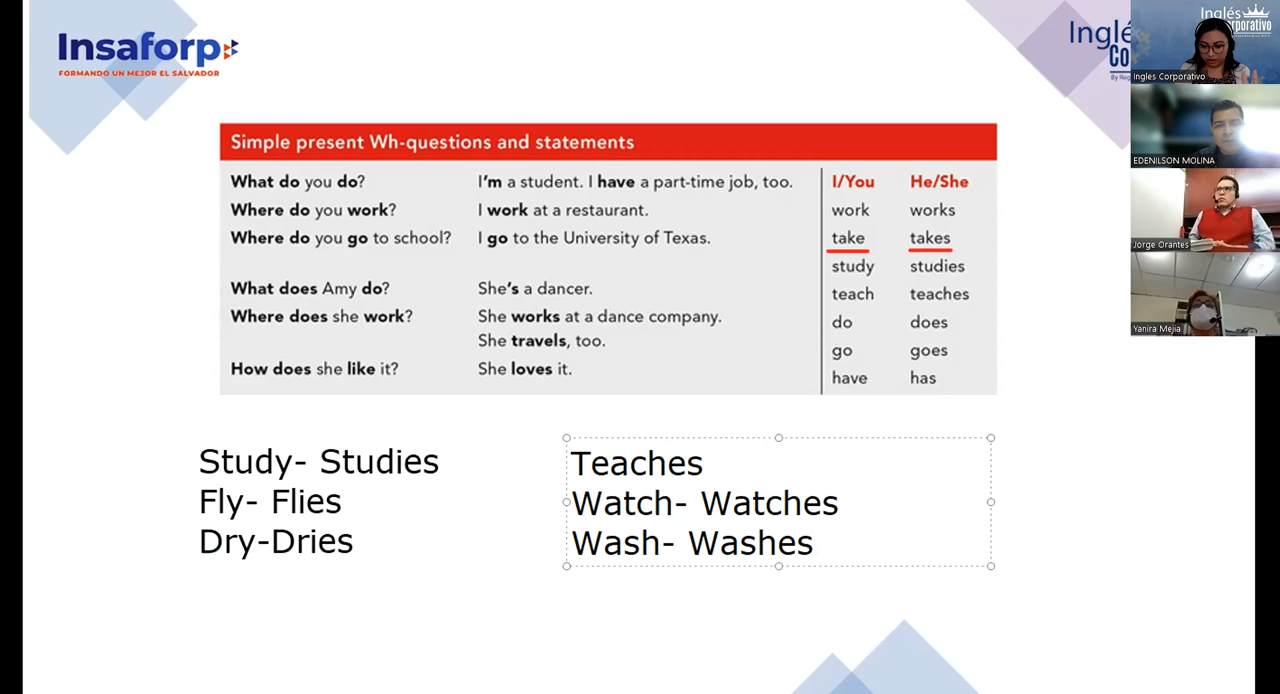 Insaforp
FORMANDO UN MEJOR EL SALVADOR
Inglé
Co
Inglés
Ingles Corporativo
EDENILSON MOLINA
Jorge Orantes
Yanira Mejia
Simple present Wh-questions and statements
What do you do? I'm a student. I have a part-time job, too. I/You He/She
Where do you work? I work at a restaurant. work works
Where do you go to school? I go to the University of Texas. take takes
study studies
What does Amy do? She's a dancer. teach teaches
Where does she work? She works at a dance company. do does
She travels, too.
go goes
How does she like it? She loves it. have has
Study- Studies
Fly- Flies
Dry-Dries
Teaches
Watch- Watches
Wash- Washes